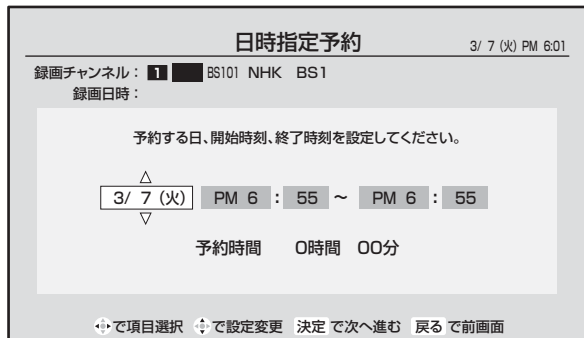 日時指定予約 3/ 7 (火) PM 6:01
録画チャンネル： 1 BS101 NHK BS1
録画日時：
予約する日、開始時刻、終了時刻を設定してください。
3/ 7 (火) PM 6 : 55 ～ PM 6 : 55
予約時間 0時間 00分
で項目選択 で設定変更 決定 で次へ進む 戻る で前画面